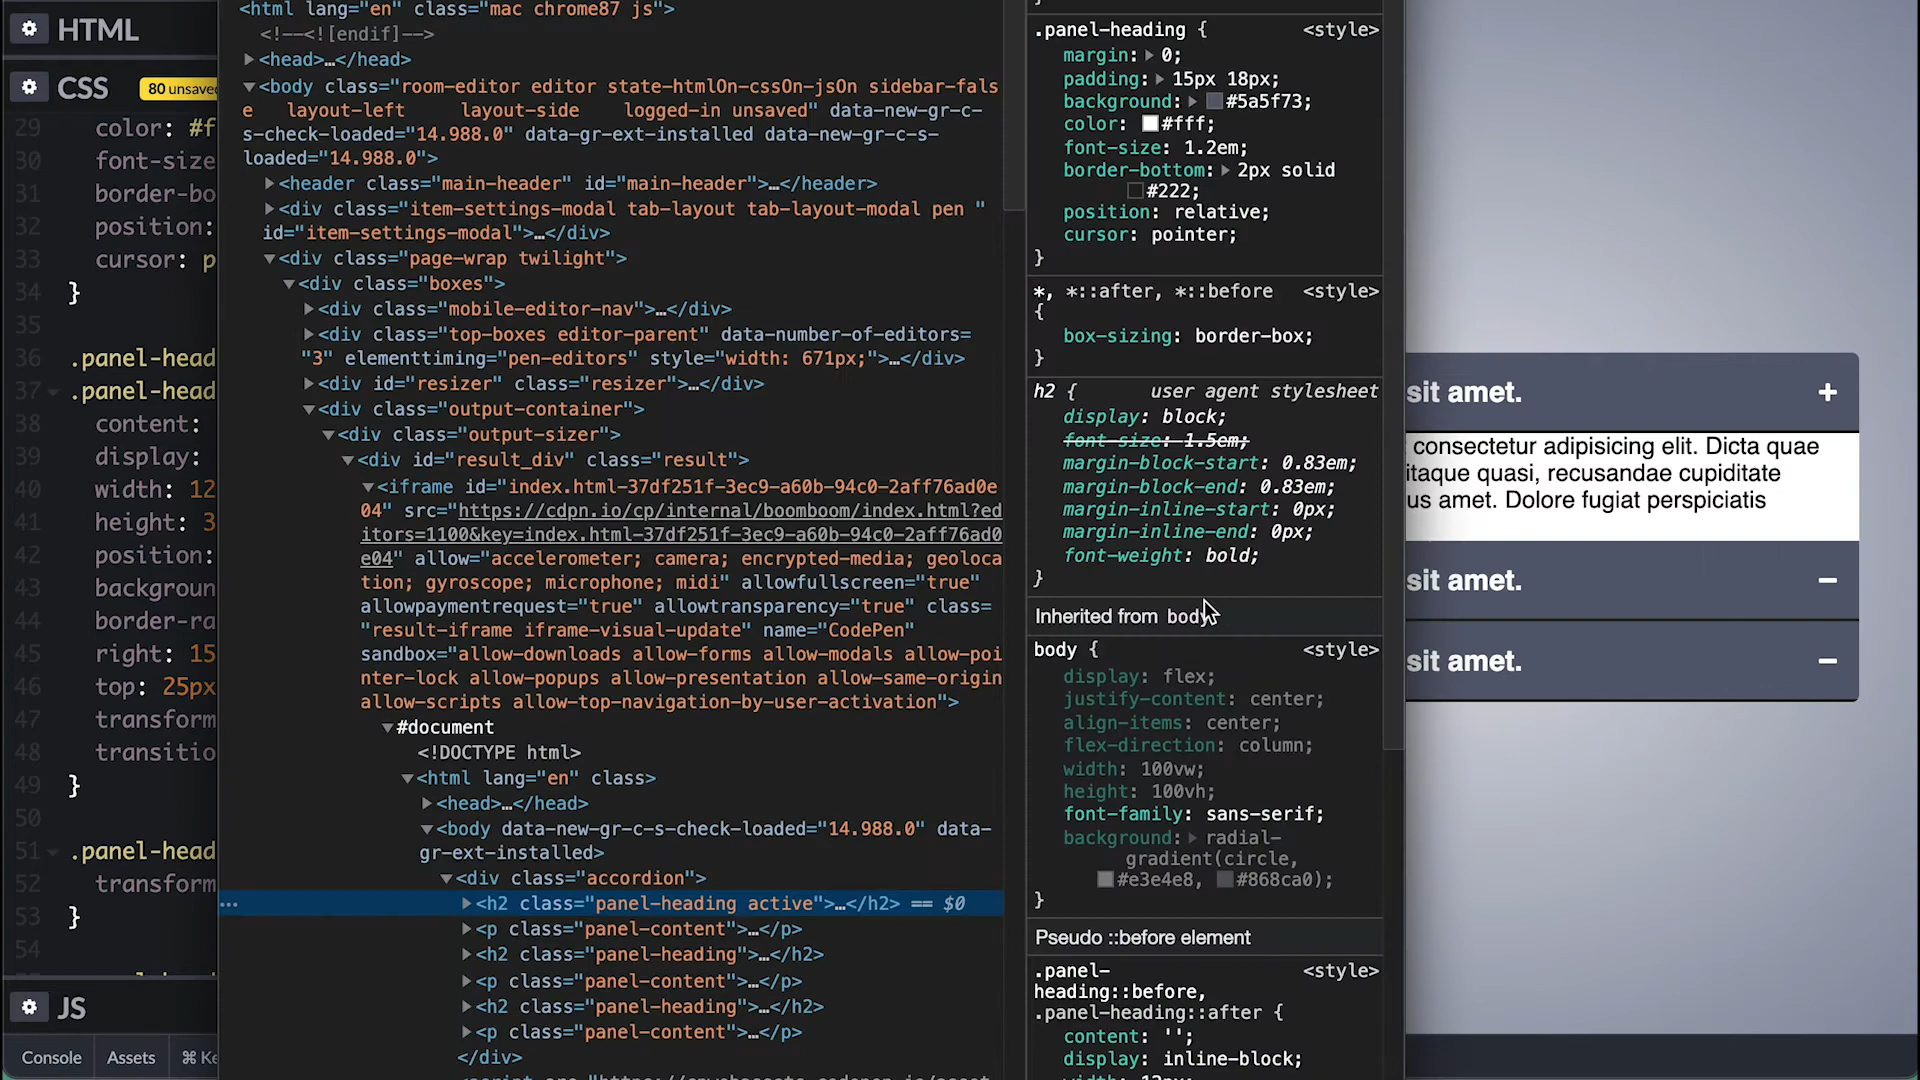 HTML
CSS
80 unsaved
29 color: #f
30 font-size
31 border-bo
32 position:
33 cursor: p
34 }
35
36 .panel-head
37 .panel-head
38 content:
39 display:
40 width: 12
41 height: 3
42 position:
43 backgroun
44 border-ra
45 right: 15
46 top: 25px
47 transform
48 transitio
49 }
50
51 .panel-head
52 transform
53 }
54
JS
Console
Assets
⌘ Ke
<html lang="en" class="mac chrome87 js">
<!--<![endif]-->
<head>…</head>
<body class="room-editor editor state-htmlOn-cssOn-jsOn sidebar-fals
e layout-left layout-side logged-in unsaved" data-new-gr-c-
s-check-loaded="14.988.0" data-gr-ext-installed data-new-gr-c-s-
loaded="14.988.0">
<header class="main-header" id="main-header">…</header>
<div class="item-settings-modal tab-layout tab-layout-modal pen "
id="item-settings-modal">…</div>
<div class="page-wrap twilight">
<div class="boxes">
<div class="mobile-editor-nav">…</div>
<div class="top-boxes editor-parent" data-number-of-editors=
"3" elementtiming="pen-editors" style="width: 671px;">…</div>
<div id="resizer" class="resizer">…</div>
<div class="output-container">
<div class="output-sizer">
<div id="result_div" class="result">
<iframe id="index.html-37df251f-3ec9-a60b-94c0-2aff76ad0e
04" src="https://cdpn.io/cp/internal/boomboom/index.html?ed
itors=1100&key=index.html-37df251f-3ec9-a60b-94c0-2aff76ad0
e04" allow="accelerometer; camera; encrypted-media; geoloca
tion; gyroscope; microphone; midi" allowfullscreen="true"
allowpaymentrequest="true" allowtransparency="true" class=
"result-iframe iframe-visual-update" name="CodePen"
sandbox="allow-downloads allow-forms allow-modals allow-poi
nter-lock allow-popups allow-presentation allow-same-origin
allow-scripts allow-top-navigation-by-user-activation">
#document
<!DOCTYPE html>
<html lang="en" class>
<head>…</head>
<body data-new-gr-c-s-check-loaded="14.988.0" data-
gr-ext-installed>
<div class="accordion">
… <h2 class="panel-heading active">…</h2> == $0
<p class="panel-content">…</p>
<h2 class="panel-heading">…</h2>
<p class="panel-content">…</p>
<h2 class="panel-heading">…</h2>
<p class="panel-content">…</p>
</div>
.panel-heading { <style>
margin: 0;
padding: 15px 18px;
background: #5a5f73;
color: #fff;
font-size: 1.2em;
border-bottom: 2px solid
#222;
position: relative;
cursor: pointer;
}
*, *::after, *::before <style>
{
box-sizing: border-box;
}
h2 { user agent stylesheet
display: block;
font-size: 1.5em;
margin-block-start: 0.83em;
margin-block-end: 0.83em;
margin-inline-start: 0px;
margin-inline-end: 0px;
font-weight: bold;
}
Inherited from body
body { <style>
display: flex;
justify-content: center;
align-items: center;
flex-direction: column;
width: 100vw;
height: 100vh;
font-family: sans-serif;
background: radial-
gradient(circle,
#e3e4e8, #868ca0);
}
Pseudo ::before element
.panel- <style>
heading::before,
.panel-heading::after {
content: '';
display: inline-block;
sit amet. +
consectetur adipisicing elit. Dicta quae
itaque quasi, recusandae cupiditate
us amet. Dolore fugiat perspiciatis
sit amet. −
sit amet. −